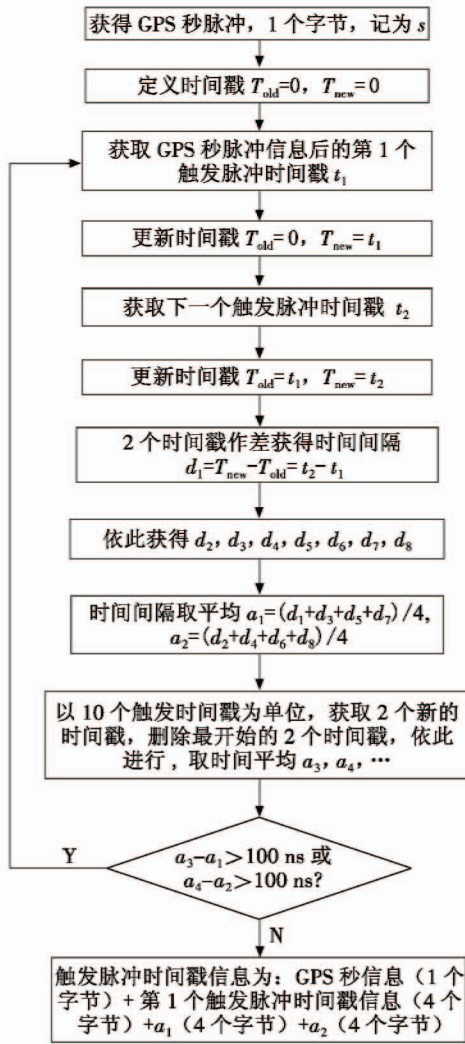 获得 GPS 秒脉冲，1 个字节，记为 s
定义时间戳 T_old=0，T_new=0
获取 GPS 秒脉冲信息后的第 1 个
触发脉冲时间戳 t₁
更新时间戳 T_old=0，T_new=t₁
获取下一个触发脉冲时间戳 t₂
更新时间戳 T_old=t₁，T_new=t₂
2 个时间戳作差获得时间间隔
d₁=T_new−T_old=t₂−t₁
依此获得 d₂, d₃, d₄, d₅, d₆, d₇, d₈
时间间隔取平均 a₁=(d₁+d₃+d₅+d₇)/4,
a₂=(d₂+d₄+d₆+d₈)/4
以 10 个触发时间戳为单位，获取 2 个新的
时间戳，删除最开始的 2 个时间戳，依此
进行，取时间平均 a₃, a₄, …
Y
a₃−a₁>100 ns 或
a₄−a₂>100 ns?
N
触发脉冲时间戳信息为：GPS 秒信息（1 个
字节）+ 第 1 个触发脉冲时间戳信息（4 个
字节）+a₁（4 个字节）+a₂（4 个字节）